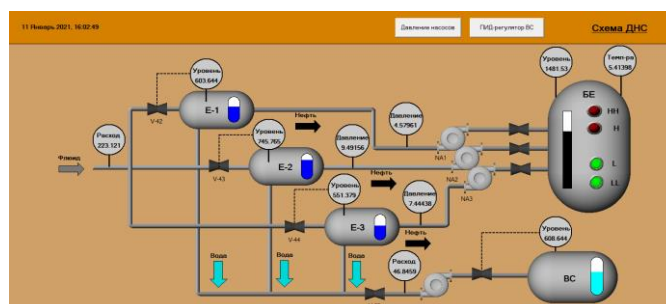 11 Январь 2021, 16:02:49
Давление насосов
ПИД-регулятор ВС
Схема ДНС
Уровень
603.644
Уровень
1481.53
Темп-ра
5.41398
V-42
E-1
Нефть
Давление
4.57961
БЕ
HH
H
L
LL
Расход
223.121
Уровень
745.765
Давление
9.49156
NA1
NA2
NA3
Флюид
V-43
E-2
Нефть
Уровень
551.379
Давление
7.44438
V-44
E-3
Нефть
Уровень
608.644
Вода
Вода
Вода
Расход
46.8459
ВС